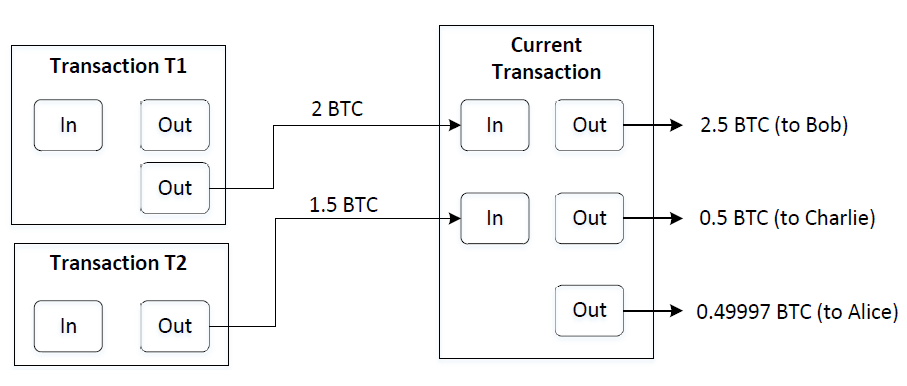 Transaction T1
In
Out
Out
Transaction T2
In
Out
2 BTC
1.5 BTC
Current
Transaction
In
Out
In
Out
Out
2.5 BTC (to Bob)
0.5 BTC (to Charlie)
0.49997 BTC (to Alice)